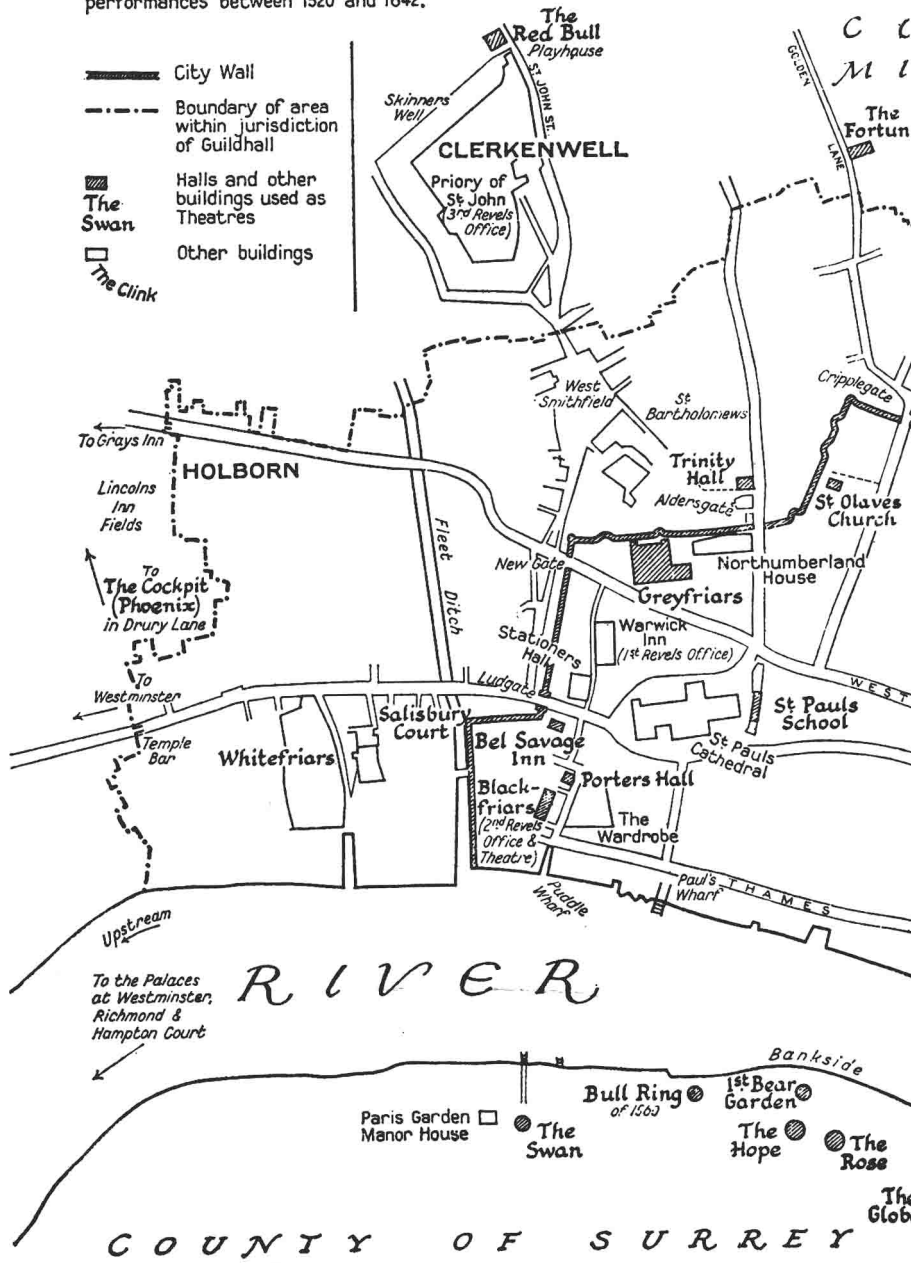 performances between 1520 and 1642.
City Wall
Boundary of area
within jurisdiction
of Guildhall
Halls and other
buildings used as
Theatres
The
Swan
Other buildings
The Clink
The
Red Bull
Playhouse
ST. JOHN ST.
Skinners
Well
CLERKENWELL
Priory of
St John
(3rd Revels
Office)
GOLDEN
LANE
C
M I
The
Fortun
West
Smithfield
St
Bartholomews
Cripplegate
To Grays Inn
HOLBORN
Lincolns
Inn
Fields
Trinity
Hall
Aldersgate
St Olaves
Church
Fleet
Ditch
New Gate
Northumberland
House
Greyfriars
To
The Cockpit
(Phoenix)
in Drury Lane
Stationers
Hall
Warwick
Inn
(1st Revels Office)
To
Westminster
Ludgate
WEST
St Pauls
School
Temple
Bar
Whitefriars
Salisbury
Court
Bel Savage
Inn
St Pauls
Cathedral
Porters Hall
Black-
friars
(2nd Revels
Office &
Theatre)
The
Wardrobe
Puddle
Wharf
Paul's
Wharf
THAMES
Upstream
RIVER
To the Palaces
at Westminster,
Richmond &
Hampton Court
Bankside
Bull Ring
of 1560
1st Bear
Garden
Paris Garden
Manor House
The
Swan
The
Hope
The
Rose
The
Glob
COUNTY OF SURREY